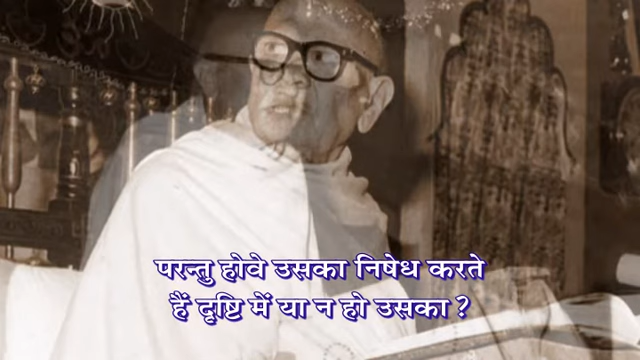 परन्तु होवे उसका निषेध करते
हैं दृष्टि में या न हो उसका ?